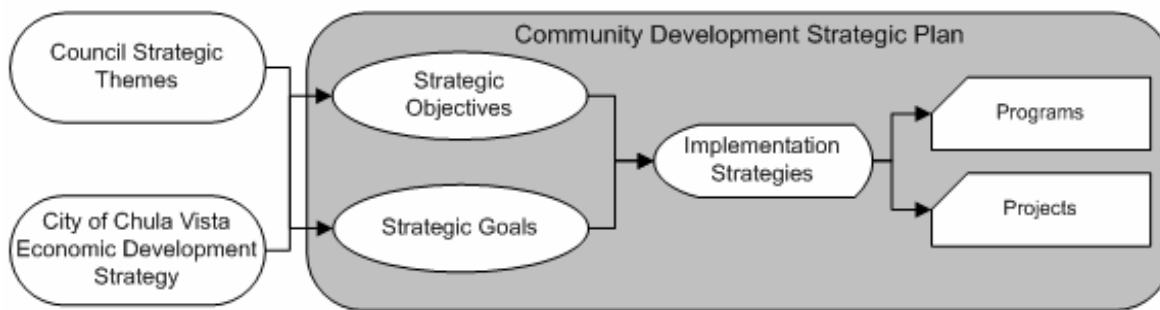 Community Development Strategic Plan
Council Strategic
Themes
Strategic
Objectives
Programs
Implementation
Strategies
City of Chula Vista
Economic Development
Strategy
Strategic Goals
Projects